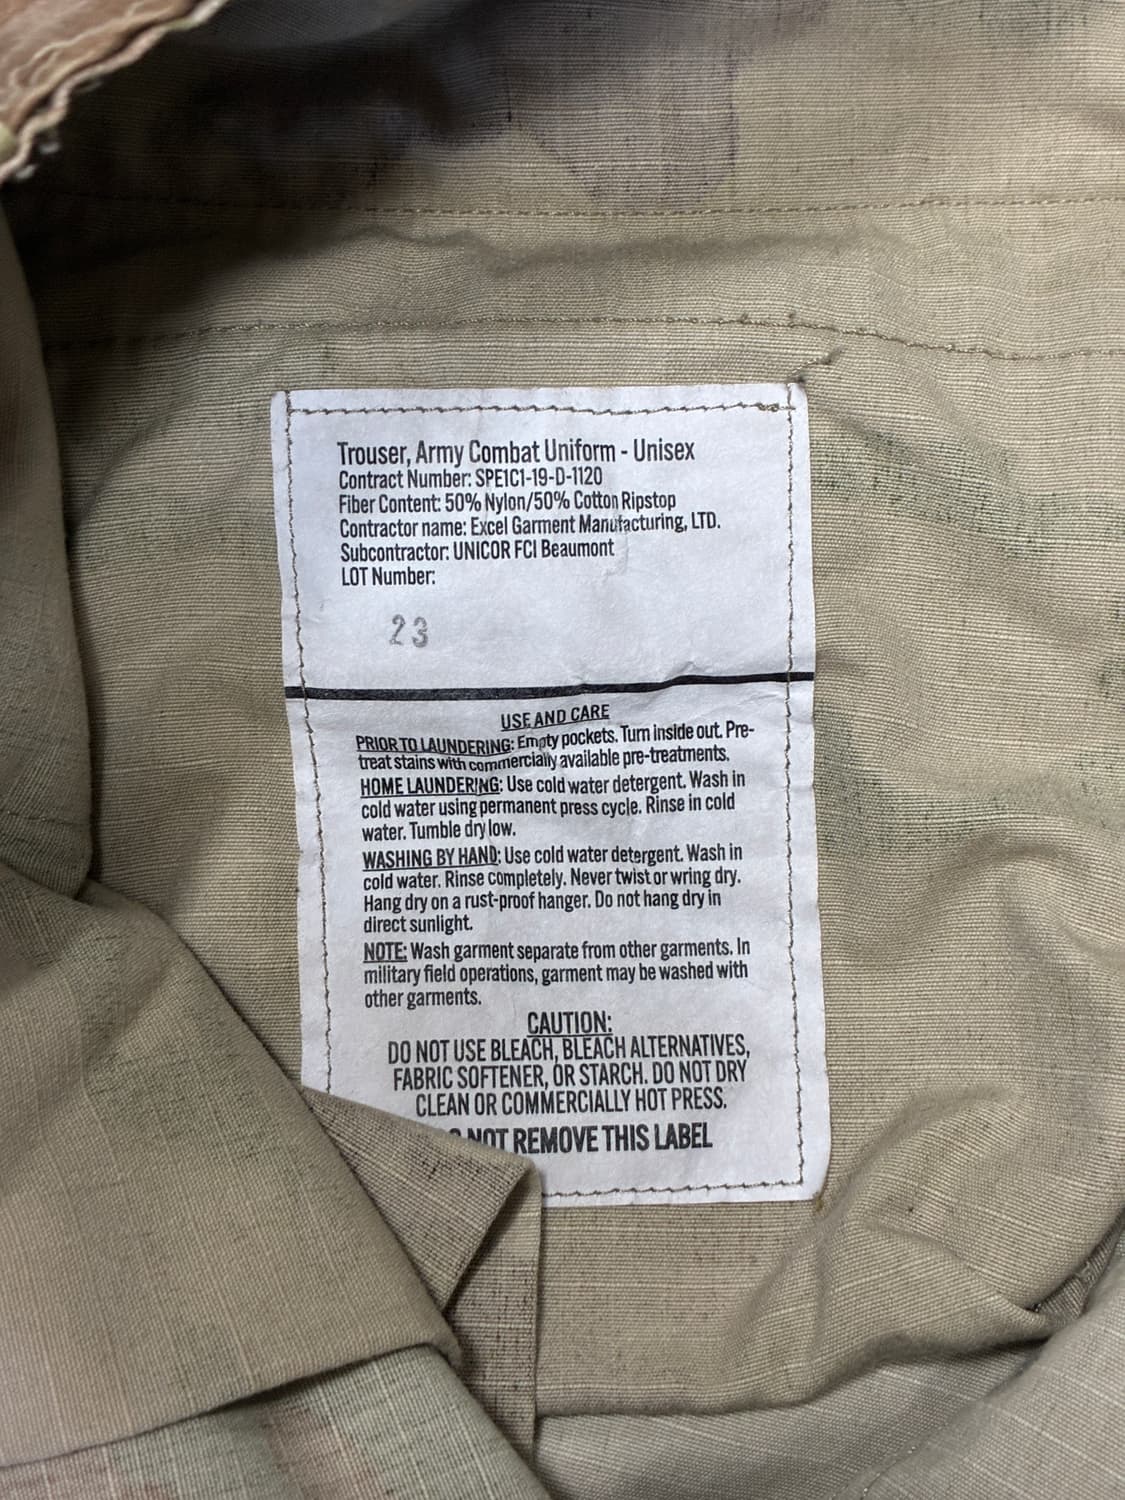 Trouser, Army Combat Uniform - Unisex
Contract Number: SPE1C1-19-D-1120
Fiber Content: 50% Nylon/50% Cotton Ripstop
Contractor name: Excel Garment Manufacturing, LTD.
Subcontractor: UNICOR FCI Beaumont
LOT Number:
23
USE AND CARE
PRIOR TO LAUNDERING: Empty pockets. Turn inside out. Pre-
treat stains with commercially available pre-treatments.
HOME LAUNDERING: Use cold water detergent. Wash in
cold water using permanent press cycle. Rinse in cold
water. Tumble dry low.
WASHING BY HAND: Use cold water detergent. Wash in
cold water. Rinse completely. Never twist or wring dry.
Hang dry on a rust-proof hanger. Do not hang dry in
direct sunlight.
NOTE: Wash garment separate from other garments. In
military field operations, garment may be washed with
other garments.
CAUTION:
DO NOT USE BLEACH, BLEACH ALTERNATIVES,
FABRIC SOFTENER, OR STARCH. DO NOT DRY
CLEAN OR COMMERCIALLY HOT PRESS.
NOT REMOVE THIS LABEL